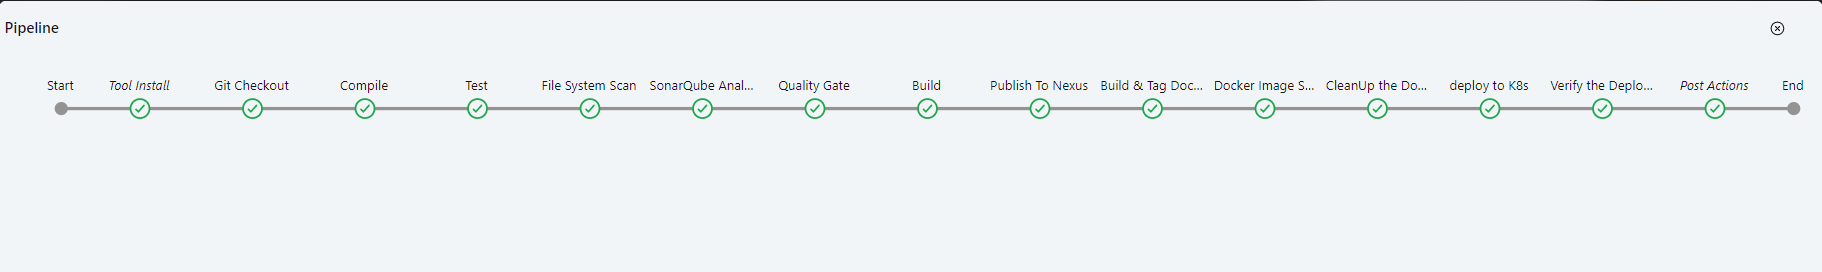 Pipeline
Start
Tool Install
Git Checkout
Compile
Test
File System Scan
SonarQube Anal...
Quality Gate
Build
Publish To Nexus
Build & Tag Doc...
Docker Image S...
CleanUp the Do...
deploy to K8s
Verify the Deplo...
Post Actions
End